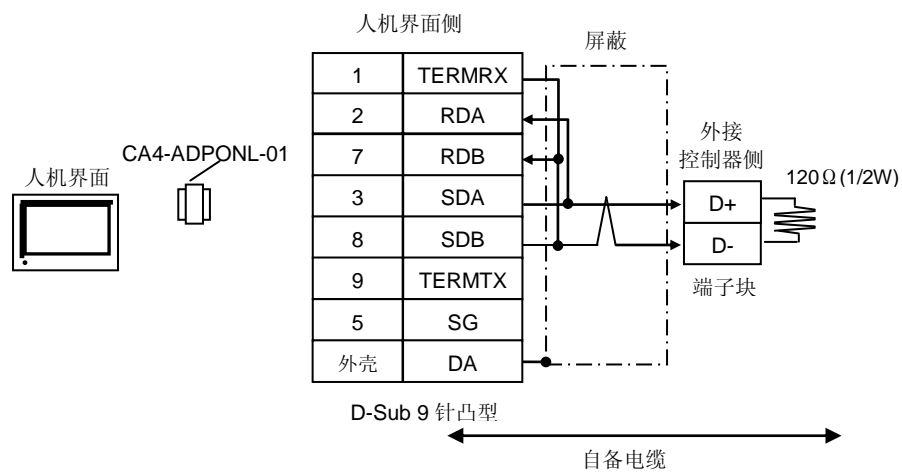 人机界面侧
屏蔽
1 TERMRX
2 RDA
7 RDB
3 SDA
8 SDB
9 TERMTX
5 SG
外壳 DA
CA4-ADPONL-01
人机界面
外接
控制器侧
120Ω(1/2W)
D+
D-
端子块
D-Sub 9 针凸型
自备电缆